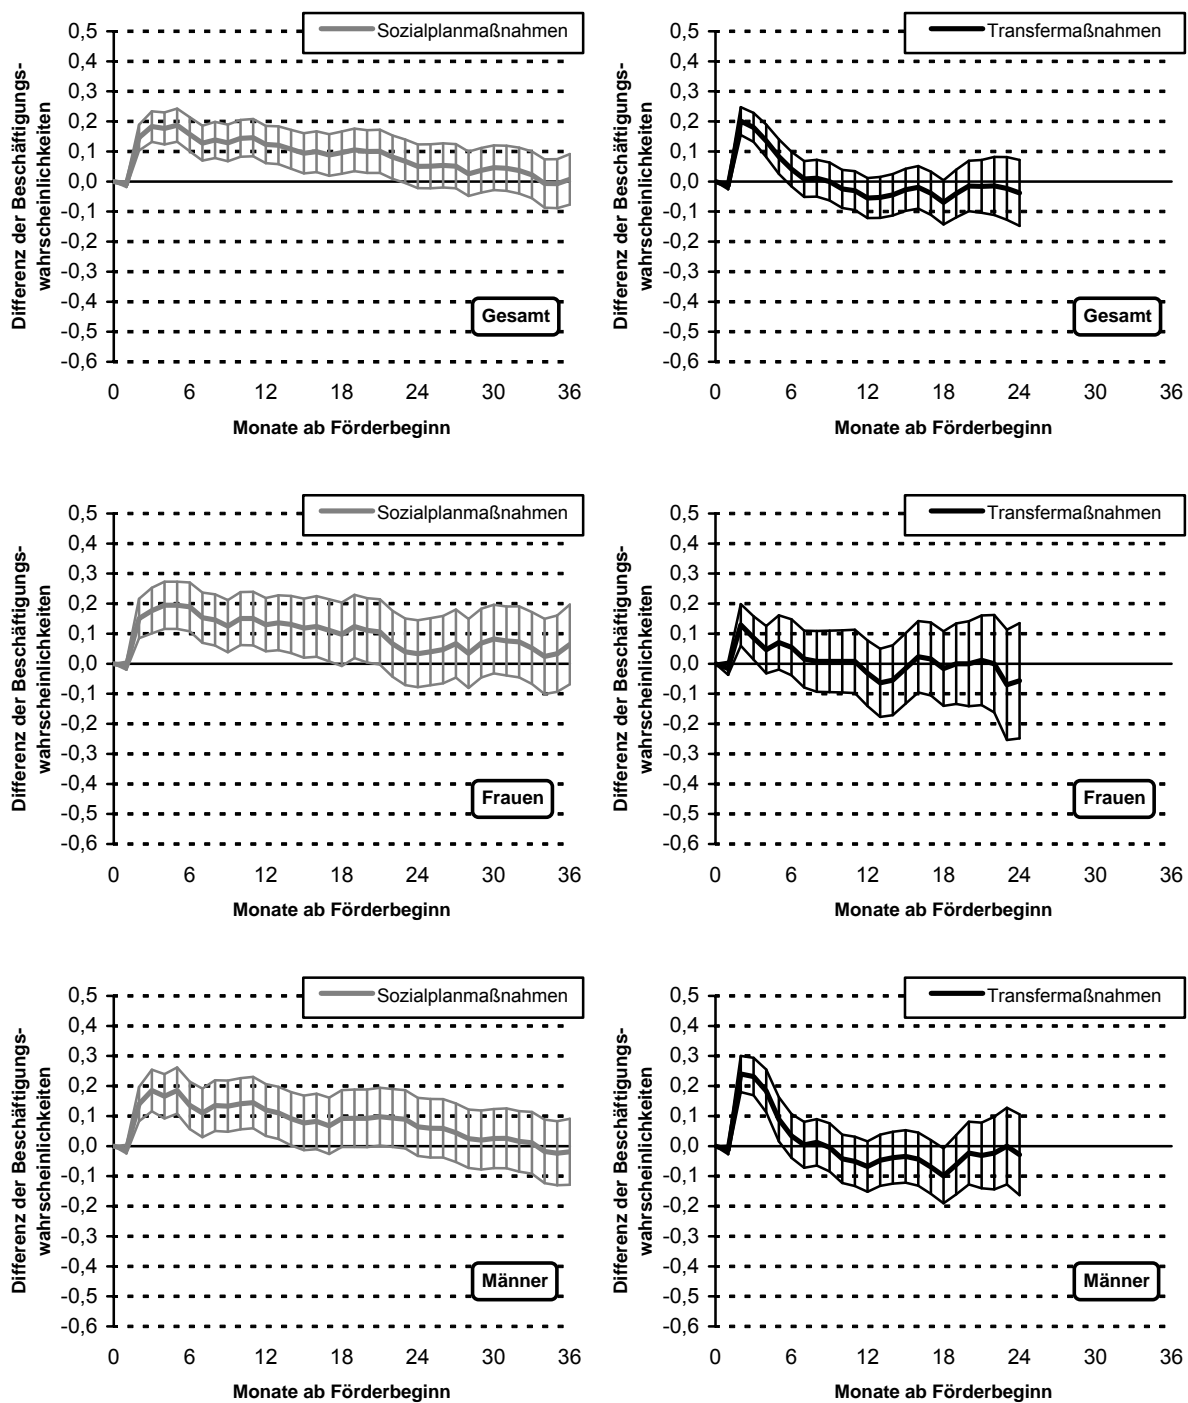 Sozialplanmaßnahmen
Differenz der Beschäftigungs-
wahrscheinlichkeiten
0,5
0,4
0,3
0,2
0,1
0,0
-0,1
-0,2
-0,3
-0,4
-0,5
-0,6
Gesamt
0 6 12 18 24 30 36
Monate ab Förderbeginn
Transfermaßnahmen
Differenz der Beschäftigungs-
wahrscheinlichkeiten
0,5
0,4
0,3
0,2
0,1
0,0
-0,1
-0,2
-0,3
-0,4
-0,5
-0,6
Gesamt
0 6 12 18 24 30 36
Monate ab Förderbeginn
Sozialplanmaßnahmen
Differenz der Beschäftigungs-
wahrscheinlichkeiten
0,5
0,4
0,3
0,2
0,1
0,0
-0,1
-0,2
-0,3
-0,4
-0,5
-0,6
Frauen
0 6 12 18 24 30 36
Monate ab Förderbeginn
Transfermaßnahmen
Differenz der Beschäftigungs-
wahrscheinlichkeiten
0,5
0,4
0,3
0,2
0,1
0,0
-0,1
-0,2
-0,3
-0,4
-0,5
-0,6
Frauen
0 6 12 18 24 30 36
Monate ab Förderbeginn
Sozialplanmaßnahmen
Differenz der Beschäftigungs-
wahrscheinlichkeiten
0,5
0,4
0,3
0,2
0,1
0,0
-0,1
-0,2
-0,3
-0,4
-0,5
-0,6
Männer
0 6 12 18 24 30 36
Monate ab Förderbeginn
Transfermaßnahmen
Differenz der Beschäftigungs-
wahrscheinlichkeiten
0,5
0,4
0,3
0,2
0,1
0,0
-0,1
-0,2
-0,3
-0,4
-0,5
-0,6
Männer
0 6 12 18 24 30 36
Monate ab Förderbeginn